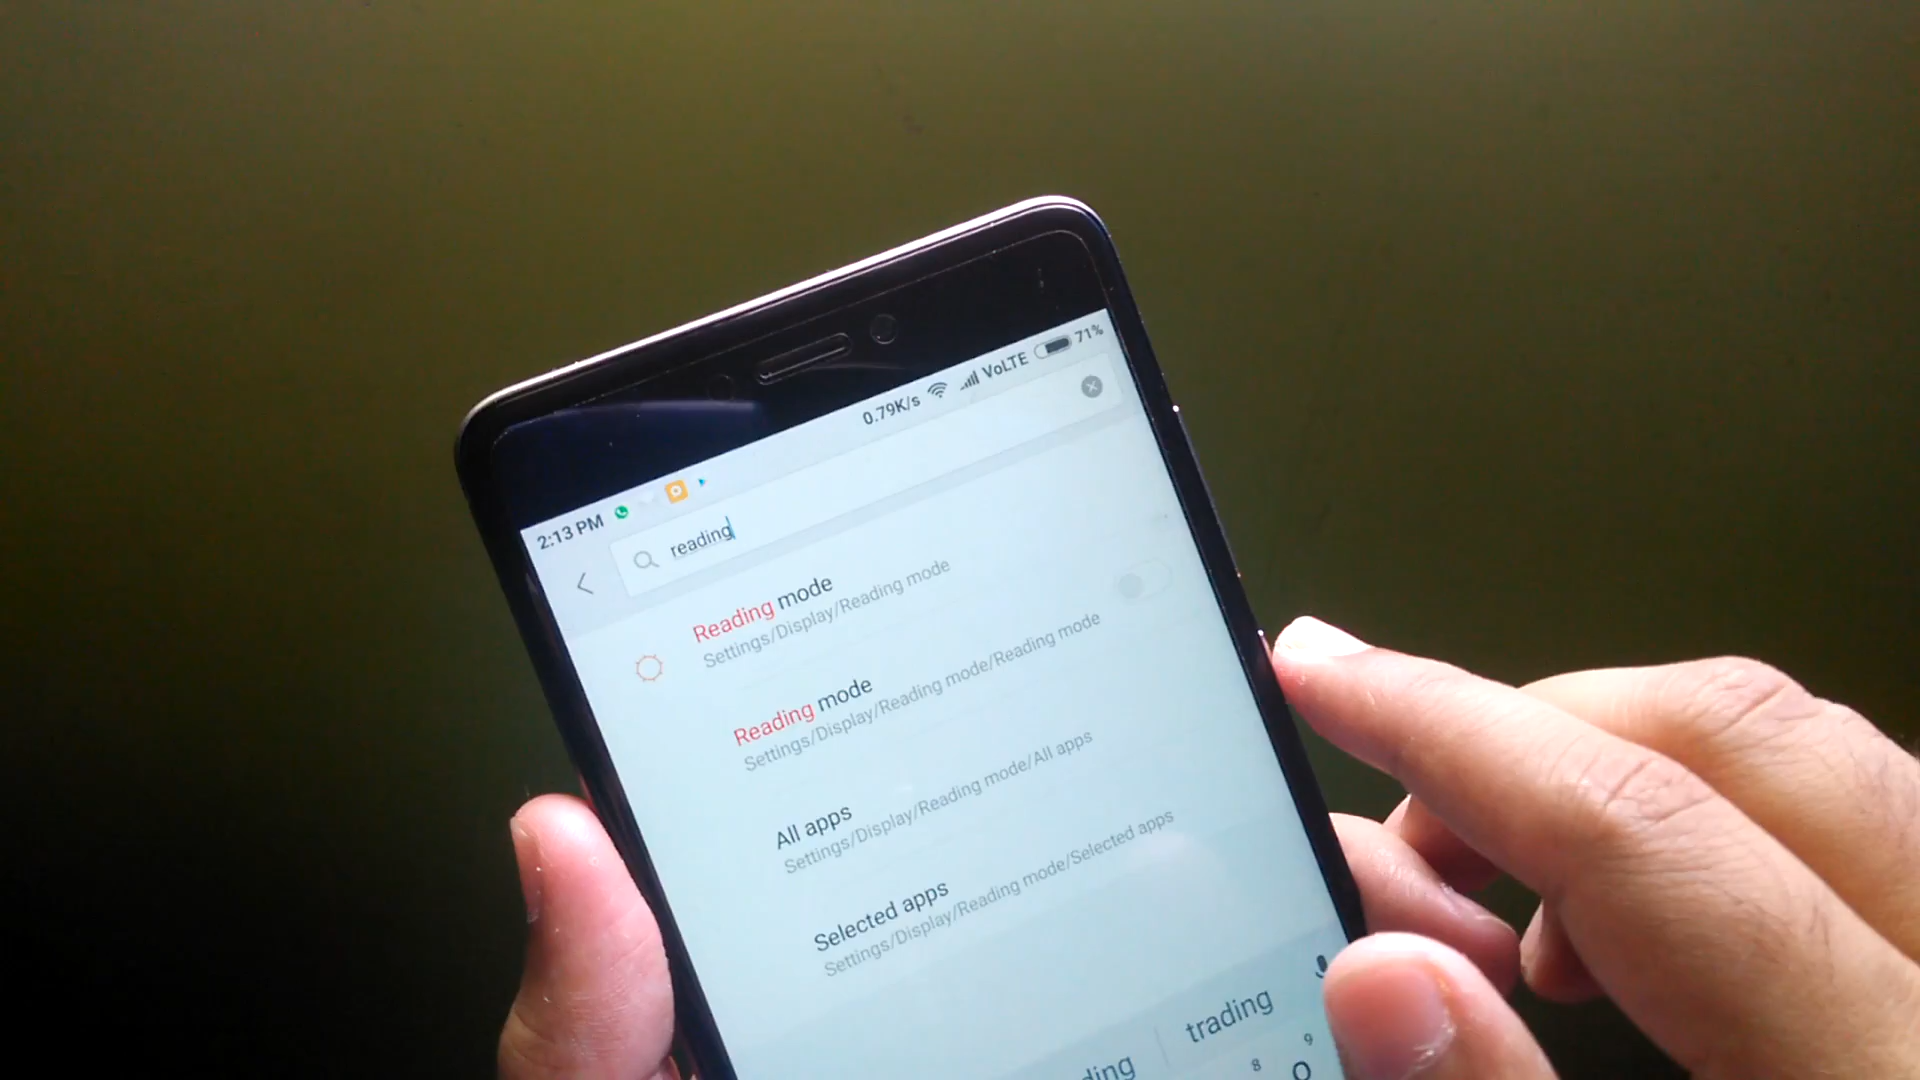 2:13 PM 0.79K/s VoLTE 71%
reading
Reading mode
Settings/Display/Reading mode
Reading mode
Settings/Display/Reading mode/Reading mode
All apps
Settings/Display/Reading mode/All apps
Selected apps
Settings/Display/Reading mode/Selected apps
trading
8 9